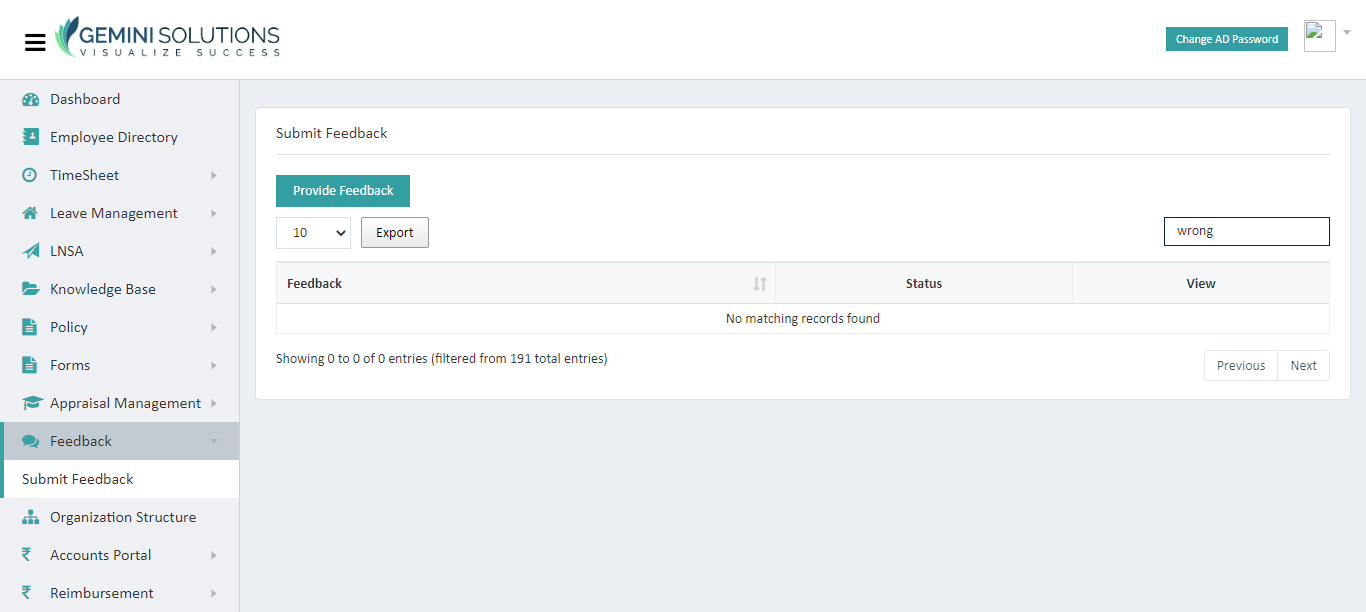 GEMINI SOLUTIONS
VISUALIZE SUCCESS
Change AD Password
Dashboard
Employee Directory
TimeSheet
Leave Management
LNSA
Knowledge Base
Policy
Forms
Appraisal Management
Feedback
Submit Feedback
Organization Structure
Accounts Portal
Reimbursement
Submit Feedback
Provide Feedback
10 Export wrong
Feedback Status View
No matching records found
Showing 0 to 0 of 0 entries (filtered from 191 total entries)
Previous Next